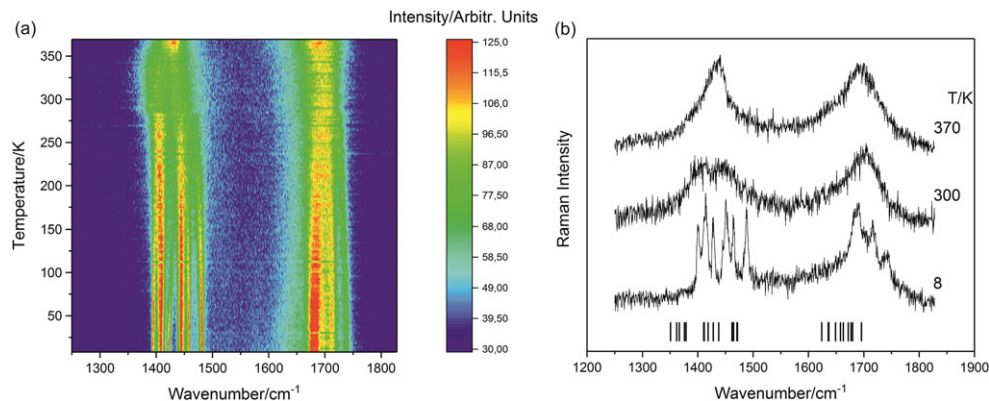 (a)
Intensity/Arbitr. Units
350
300
250
200
150
100
50
Temperature/K
1300 1400 1500 1600 1700 1800
Wavenumber/cm-1
125,0
115,5
106,0
96,50
87,00
77,50
68,00
58,50
49,00
39,50
30,00
(b)
T/K
370
300
8
Raman Intensity
1200 1300 1400 1500 1600 1700 1800 1900
Wavenumber/cm-1